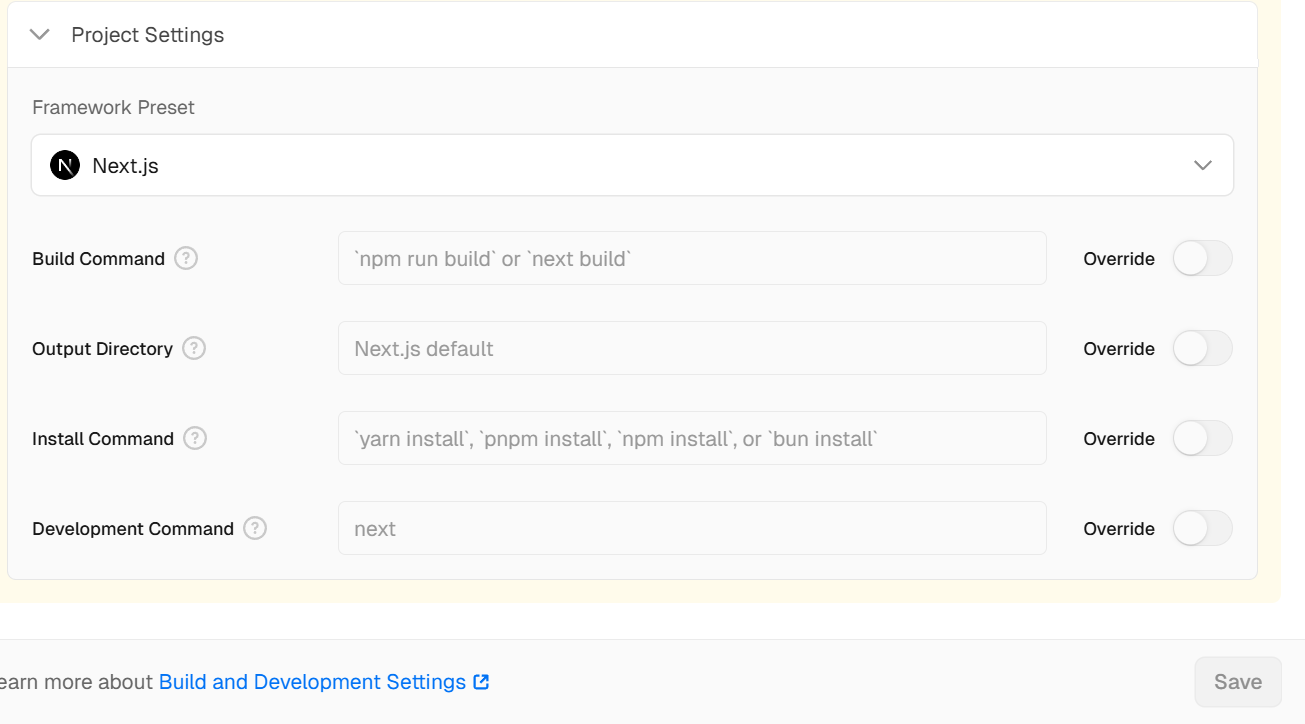 Project Settings
Framework Preset
Next.js
Build Command ? `npm run build` or `next build` Override
Output Directory ? Next.js default Override
Install Command ? `yarn install`, `pnpm install`, `npm install`, or `bun install` Override
Development Command ? next Override
earn more about Build and Development Settings
Save